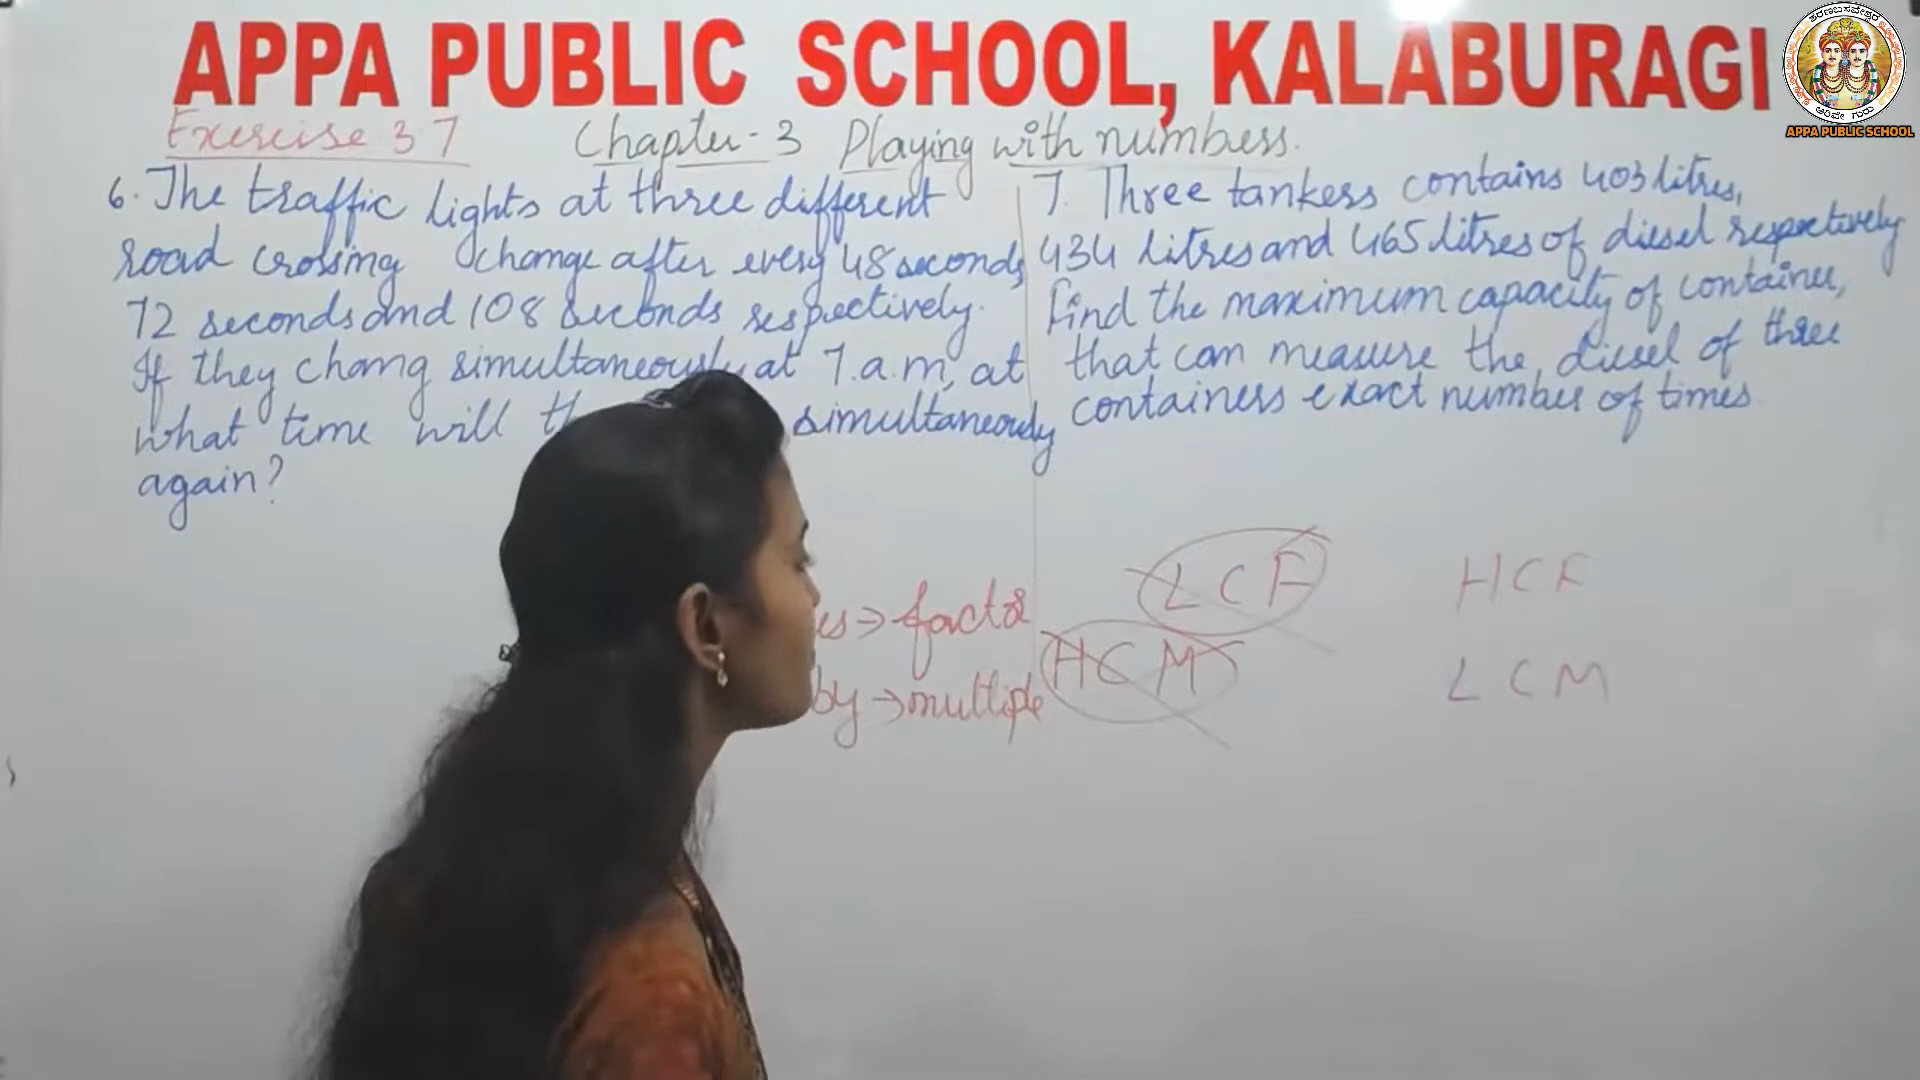 APPA PUBLIC SCHOOL, KALABURAGI
APPA PUBLIC SCHOOL
Exercise 3 7
Chapter - 3 Playing with numbers.
6. The traffic lights at three different
road crossing change after every 48 seconds,
72 seconds and 108 seconds respectively.
If they chang simultaneously at 7.a.m, at
what time will simultaneously
again?
7. Three tankers contains 403 litres,
434 litres and 465 litres of diesel respectively
Find the maximum capacity of container,
that can measure the diesel of three
containers exact number of times
→ factor
by → multiple
LCF
HCM
HCF
LCM